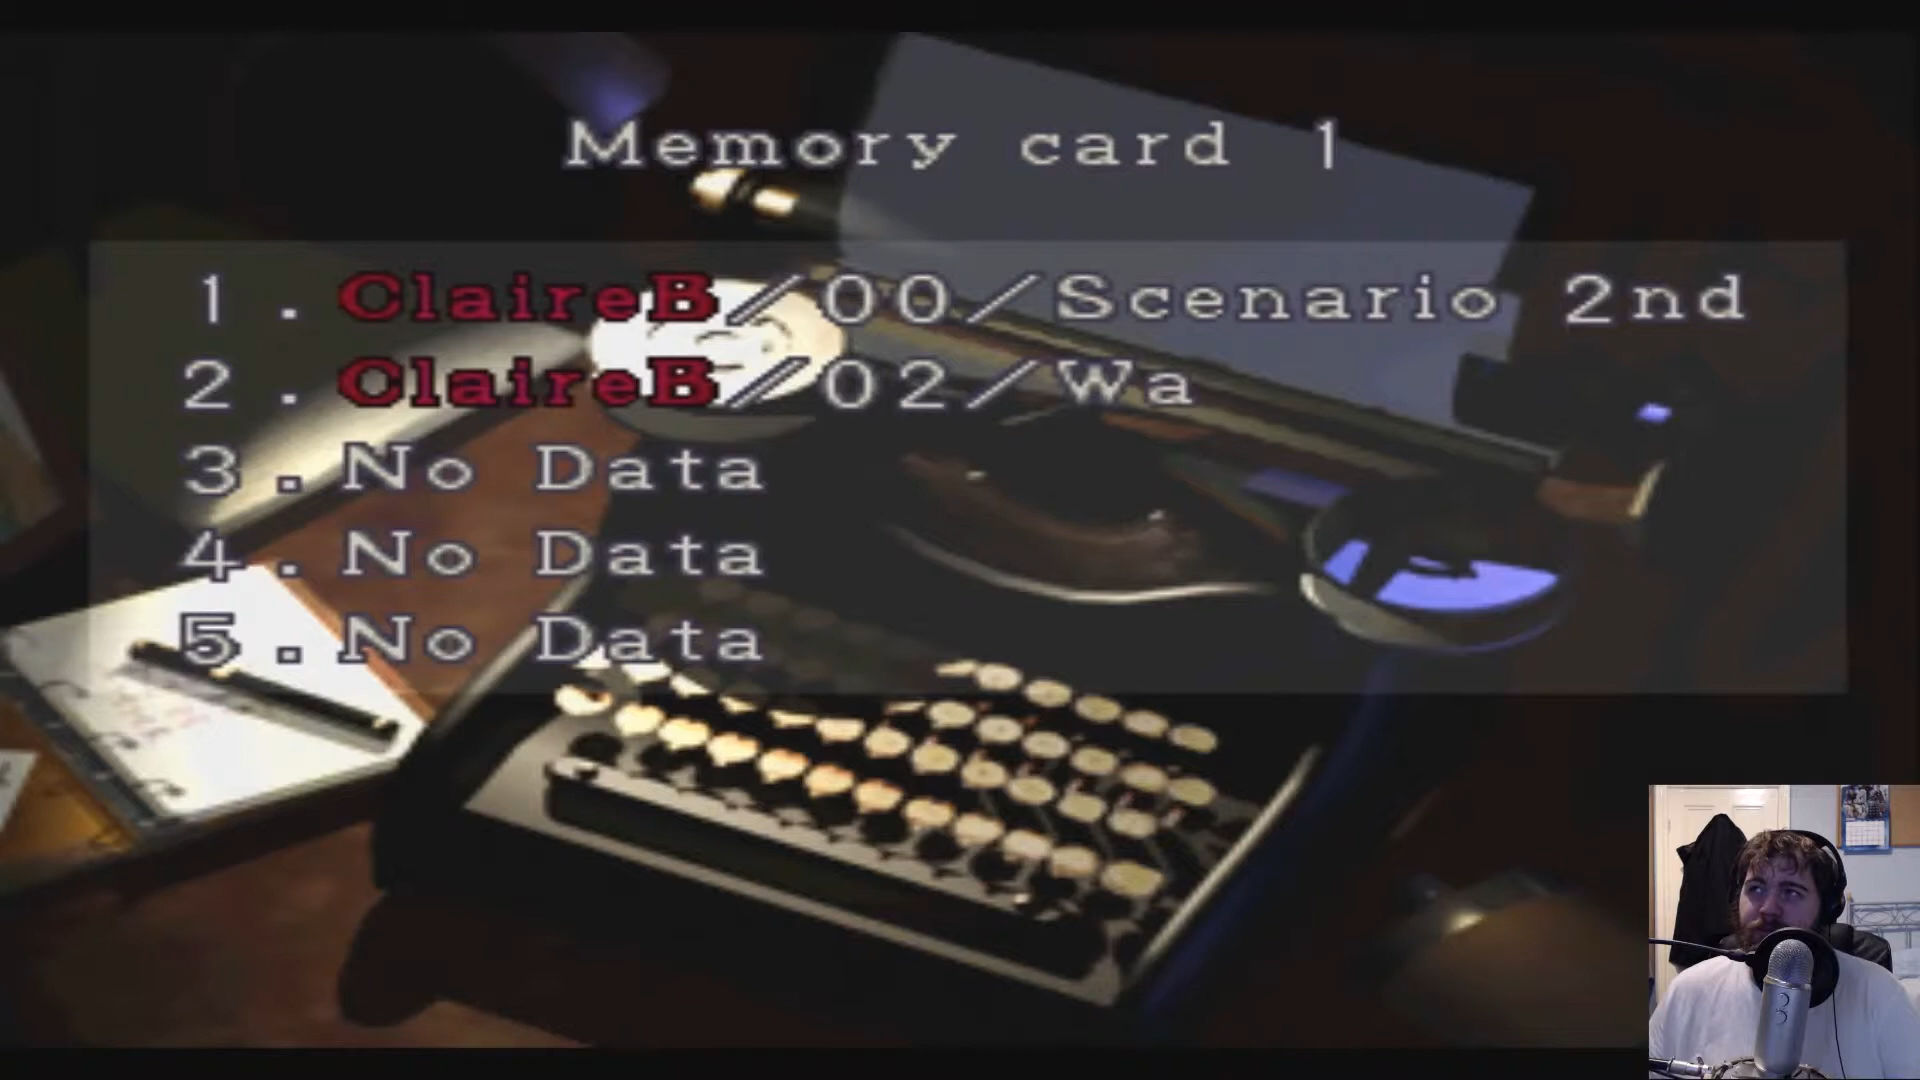 Memory card 1
1. ClaireB/00/Scenario 2nd
2. ClaireB/02/Wa
3. No Data
4. No Data
5. No Data